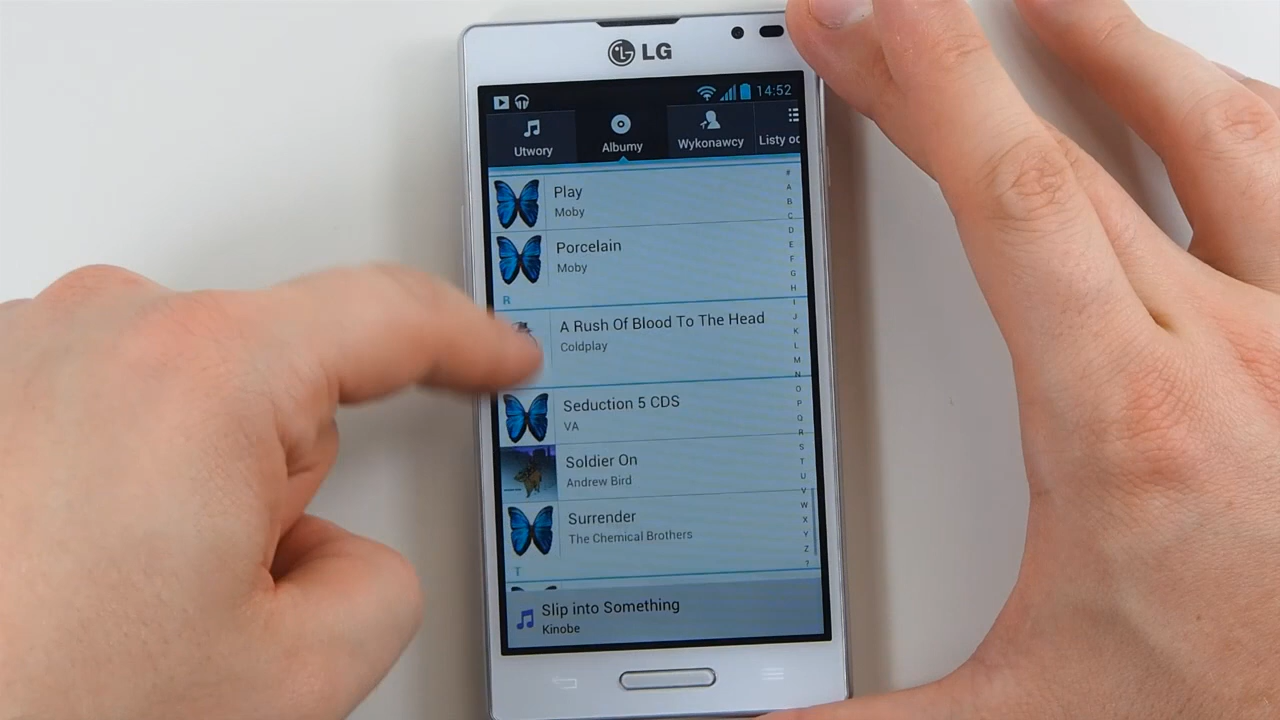 LG
14:52
Utwory
Albumy
Wykonawcy
Listy oc
Play
Moby
Porcelain
Moby
R
A Rush Of Blood To The Head
Coldplay
Seduction 5 CDS
VA
Soldier On
Andrew Bird
Surrender
The Chemical Brothers
T
Slip into Something
Kinobe
#
A
B
C
D
E
F
G
H
I
J
K
L
M
N
O
P
Q
R
S
T
U
V
W
X
Y
Z
?